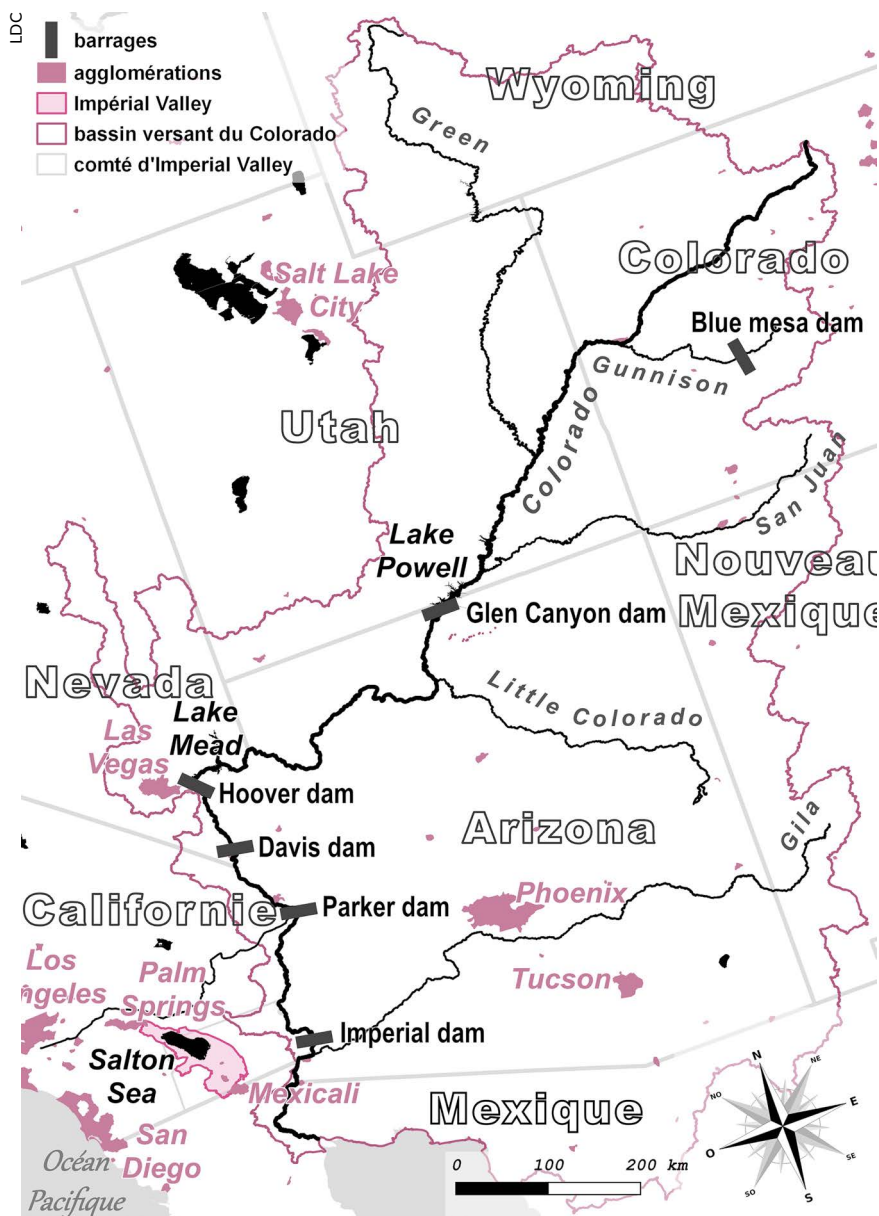 LDC
barrages
agglomérations
Impérial Valley
bassin versant du Colorado
comté d'Imperial Valley
Wyoming
Green
Colorado
Salt Lake
City
Blue mesa dam
Gunnison
Utah
Colorado
San Juan
Lake
Powell
Nouveau
Mexique
Glen Canyon dam
Nevada
Little Colorado
Lake
Mead
Las
Vegas
Hoover dam
Arizona
Gila
Davis dam
Californie
Parker dam
Phoenix
Los
ngeles
Palm
Springs
Tucson
Imperial dam
Salton
Sea
Mexicali
Mexique
San
Diego
Océan
Pacifique
0 100 200 km
N
NE
E
SE
S
SO
O
NO